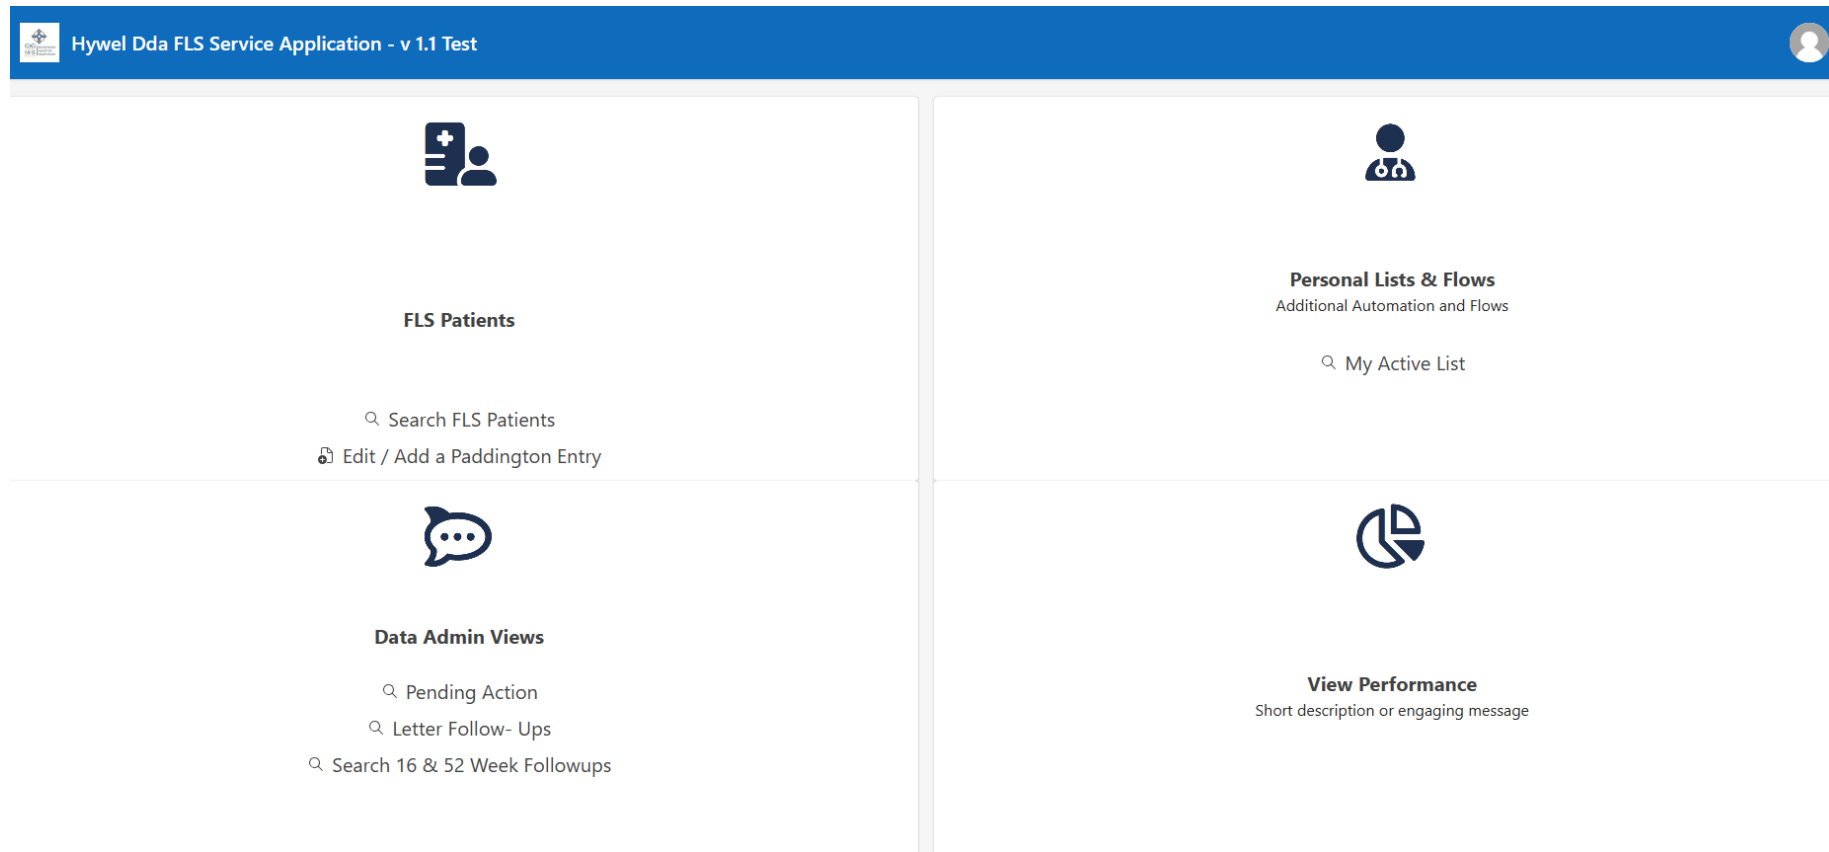 Hywel Dda FLS Service Application - v 1.1 Test
FLS Patients
Search FLS Patients
Edit / Add a Paddington Entry
Personal Lists & Flows
Additional Automation and Flows
My Active List
Data Admin Views
Pending Action
Letter Follow- Ups
Search 16 & 52 Week Followups
View Performance
Short description or engaging message